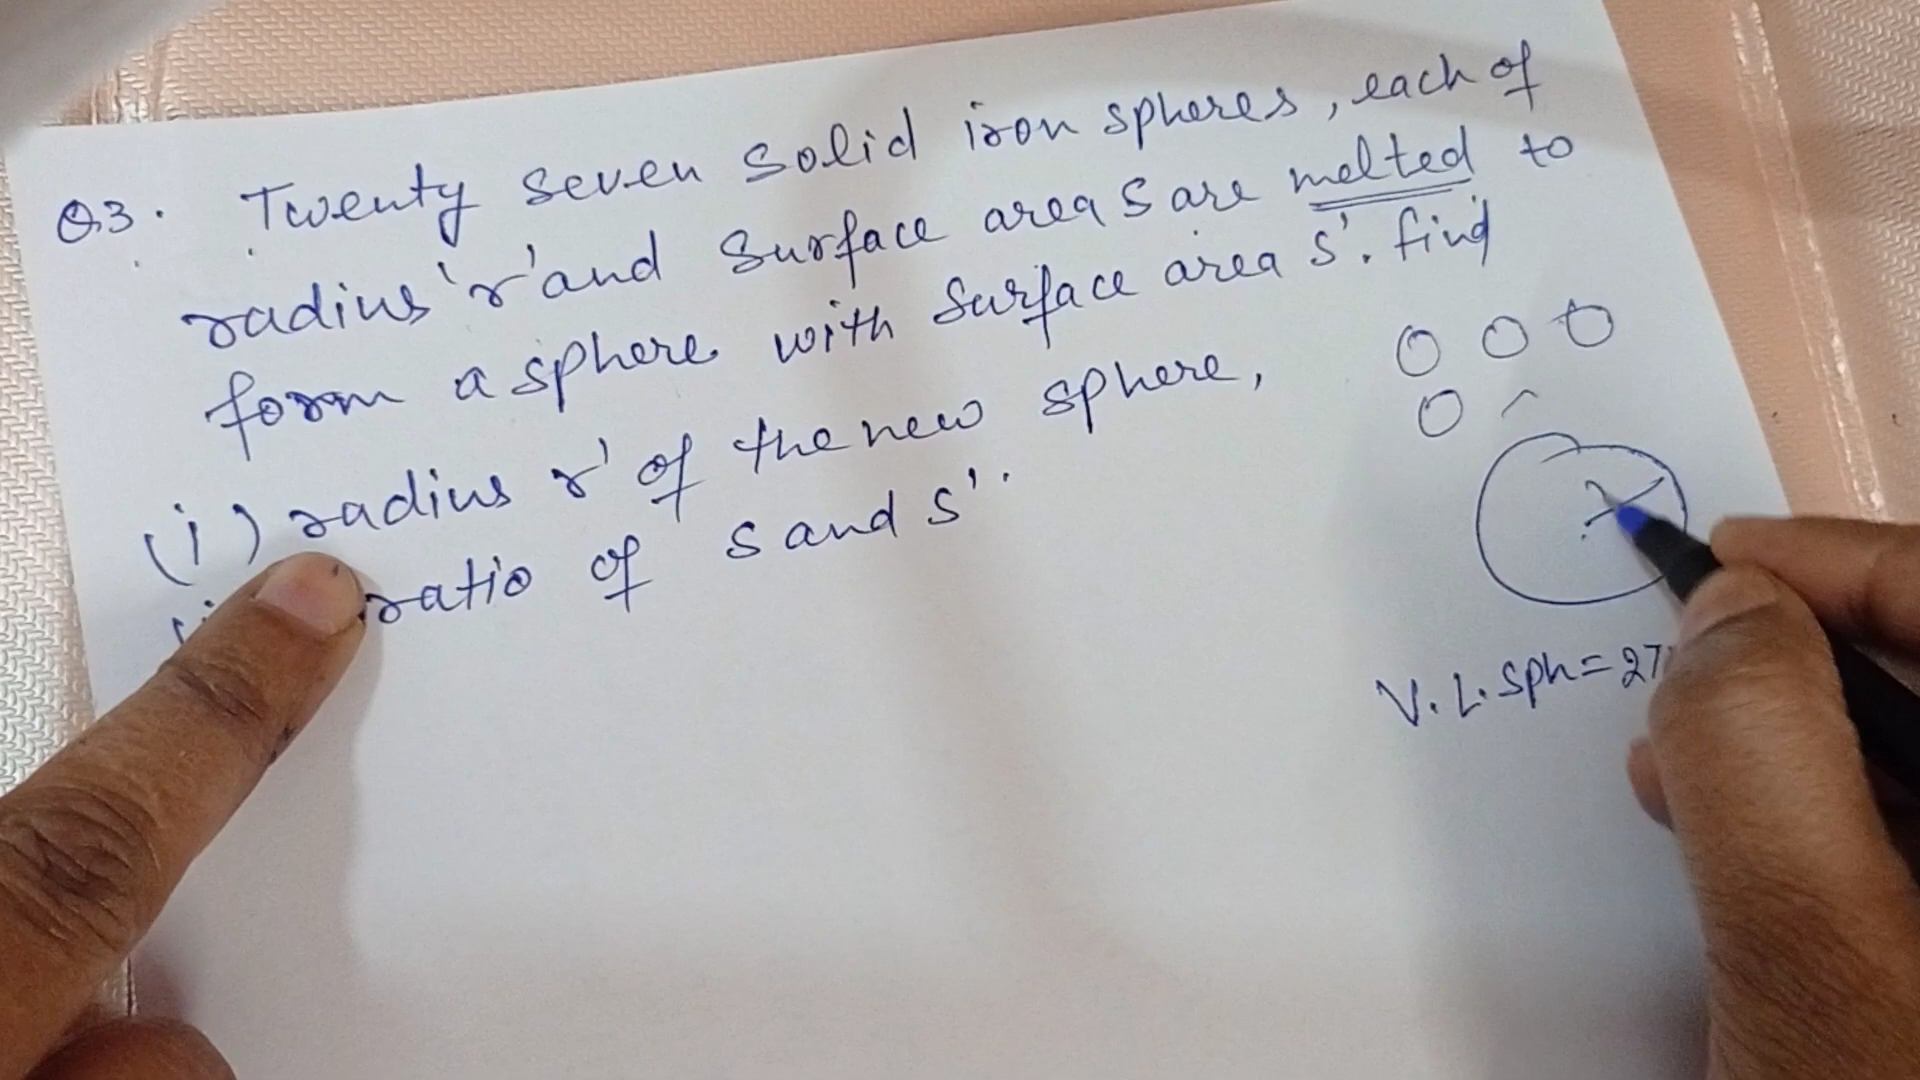 Q3. Twenty seven solid iron spheres, each of
radius 'r' and surface area S are melted to
form a sphere with surface area S'. find
(i) radius r' of the new sphere,
ratio of S and S'.
V. L. Sph = 27